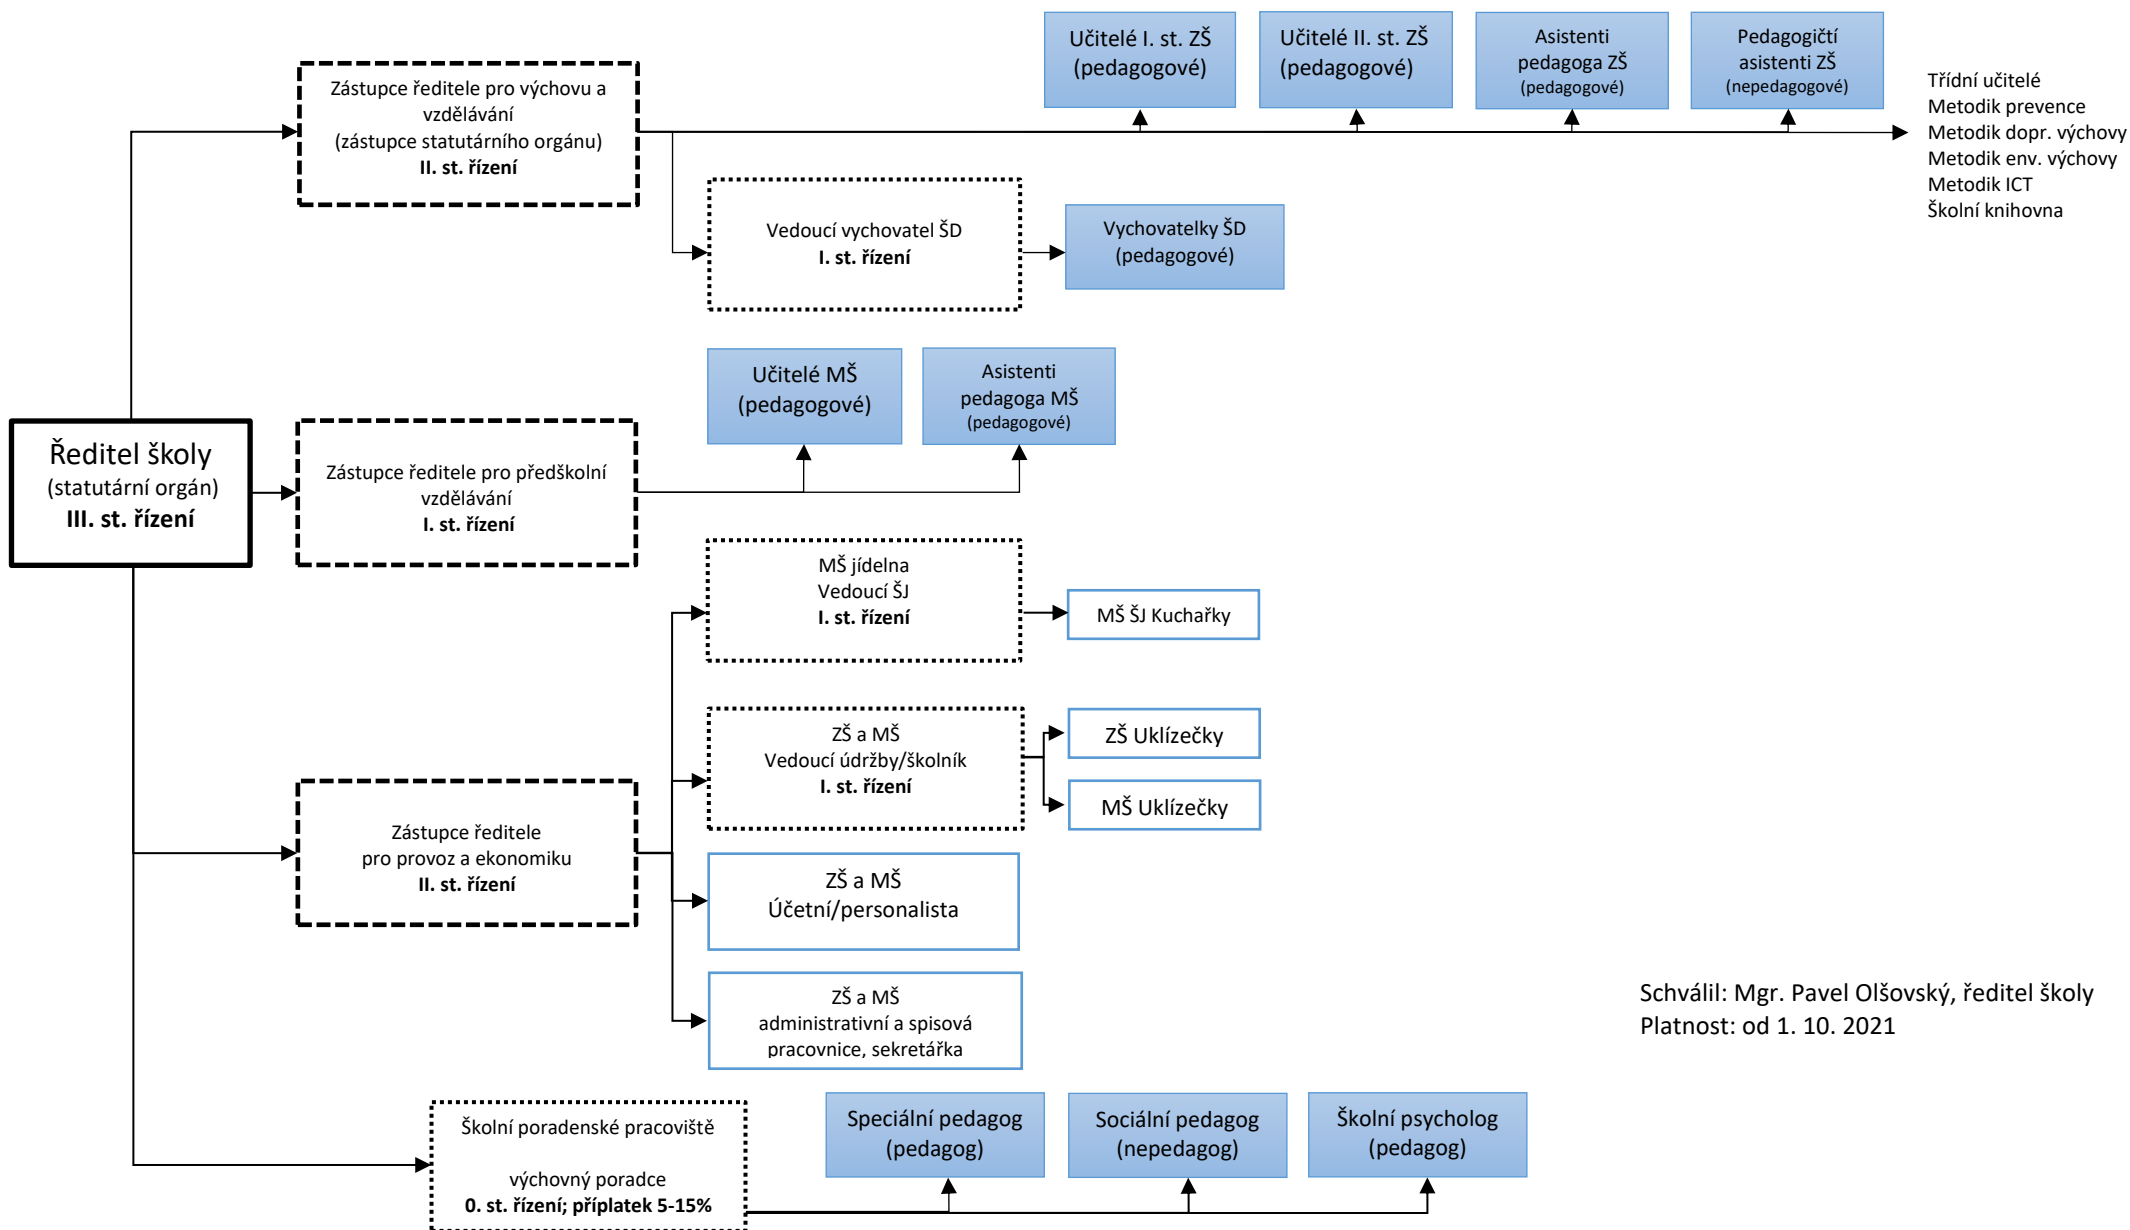 Učitelé I. st. ZŠ
(pedagogové)
Učitelé II. st. ZŠ
(pedagogové)
Asistenti
pedagoga ZŠ
(pedagogové)
Pedagogičtí
asistenti ZŠ
(nepedagogové)
Třídní učitelé
Metodik prevence
Metodik dopr. výchovy
Metodik env. výchovy
Metodik ICT
Školní knihovna
Zástupce ředitele pro výchovu a
vzdělávání
(zástupce statutárního orgánu)
II. st. řízení
Vedoucí vychovatel ŠD
I. st. řízení
Vychovatelky ŠD
(pedagogové)
Učitelé MŠ
(pedagogové)
Asistenti
pedagoga MŠ
(pedagogové)
Ředitel školy
(statutární orgán)
III. st. řízení
Zástupce ředitele pro předškolní
vzdělávání
I. st. řízení
MŠ jídelna
Vedoucí ŠJ
I. st. řízení
MŠ ŠJ Kuchařky
ZŠ a MŠ
Vedoucí údržby/školník
I. st. řízení
ZŠ Uklízečky
MŠ Uklízečky
Zástupce ředitele
pro provoz a ekonomiku
II. st. řízení
ZŠ a MŠ
Účetní/personalista
ZŠ a MŠ
administrativní a spisová
pracovnice, sekretářka
Schválil: Mgr. Pavel Olšovský, ředitel školy
Platnost: od 1. 10. 2021
Školní poradenské pracoviště
výchovný poradce
0. st. řízení; příplatek 5-15%
Speciální pedagog
(pedagog)
Sociální pedagog
(nepedagog)
Školní psycholog
(pedagog)